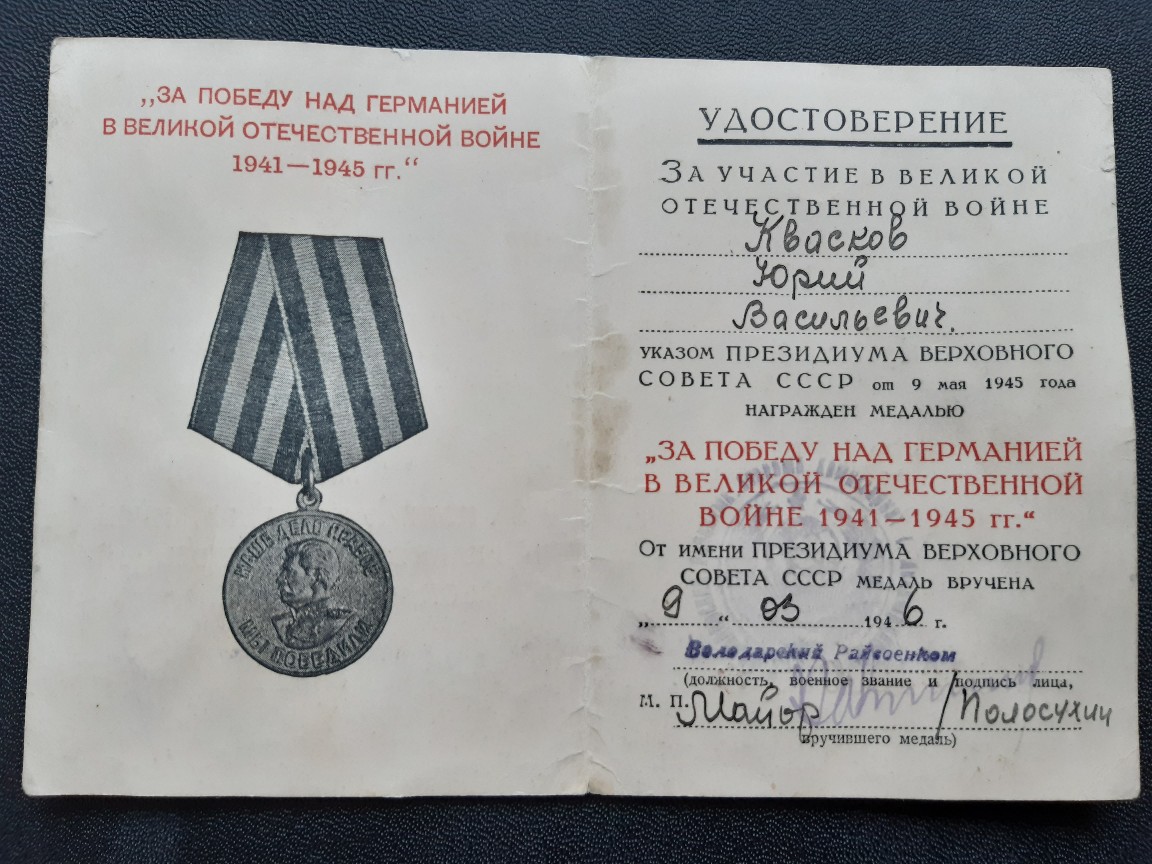 „ЗА ПОБЕДУ НАД ГЕРМАНИЕЙ
В ВЕЛИКОЙ ОТЕЧЕСТВЕННОЙ ВОЙНЕ
1941—1945 гг.“
НАШЕ ДЕЛО ПРАВОЕ
МЫ ПОБЕДИЛИ
УДОСТОВЕРЕНИЕ
ЗА УЧАСТИЕ В ВЕЛИКОЙ
ОТЕЧЕСТВЕННОЙ ВОЙНЕ
Квасков
Юрий
Васильевич.
УКАЗОМ ПРЕЗИДИУМА ВЕРХОВНОГО
СОВЕТА СССР от 9 мая 1945 года
НАГРАЖДЕН МЕДАЛЬЮ
„ЗА ПОБЕДУ НАД ГЕРМАНИЕЙ
В ВЕЛИКОЙ ОТЕЧЕСТВЕННОЙ
ВОЙНЕ 1941—1945 гг.“
ОТ ИМЕНИ ПРЕЗИДИУМА ВЕРХОВНОГО
СОВЕТА СССР МЕДАЛЬ ВРУЧЕНА
„9“ 03 1946 г.
Володарский Райвоенком
(должность, военное звание и подпись лица,
М. П. Майор /Полосухин
вручившего медаль)